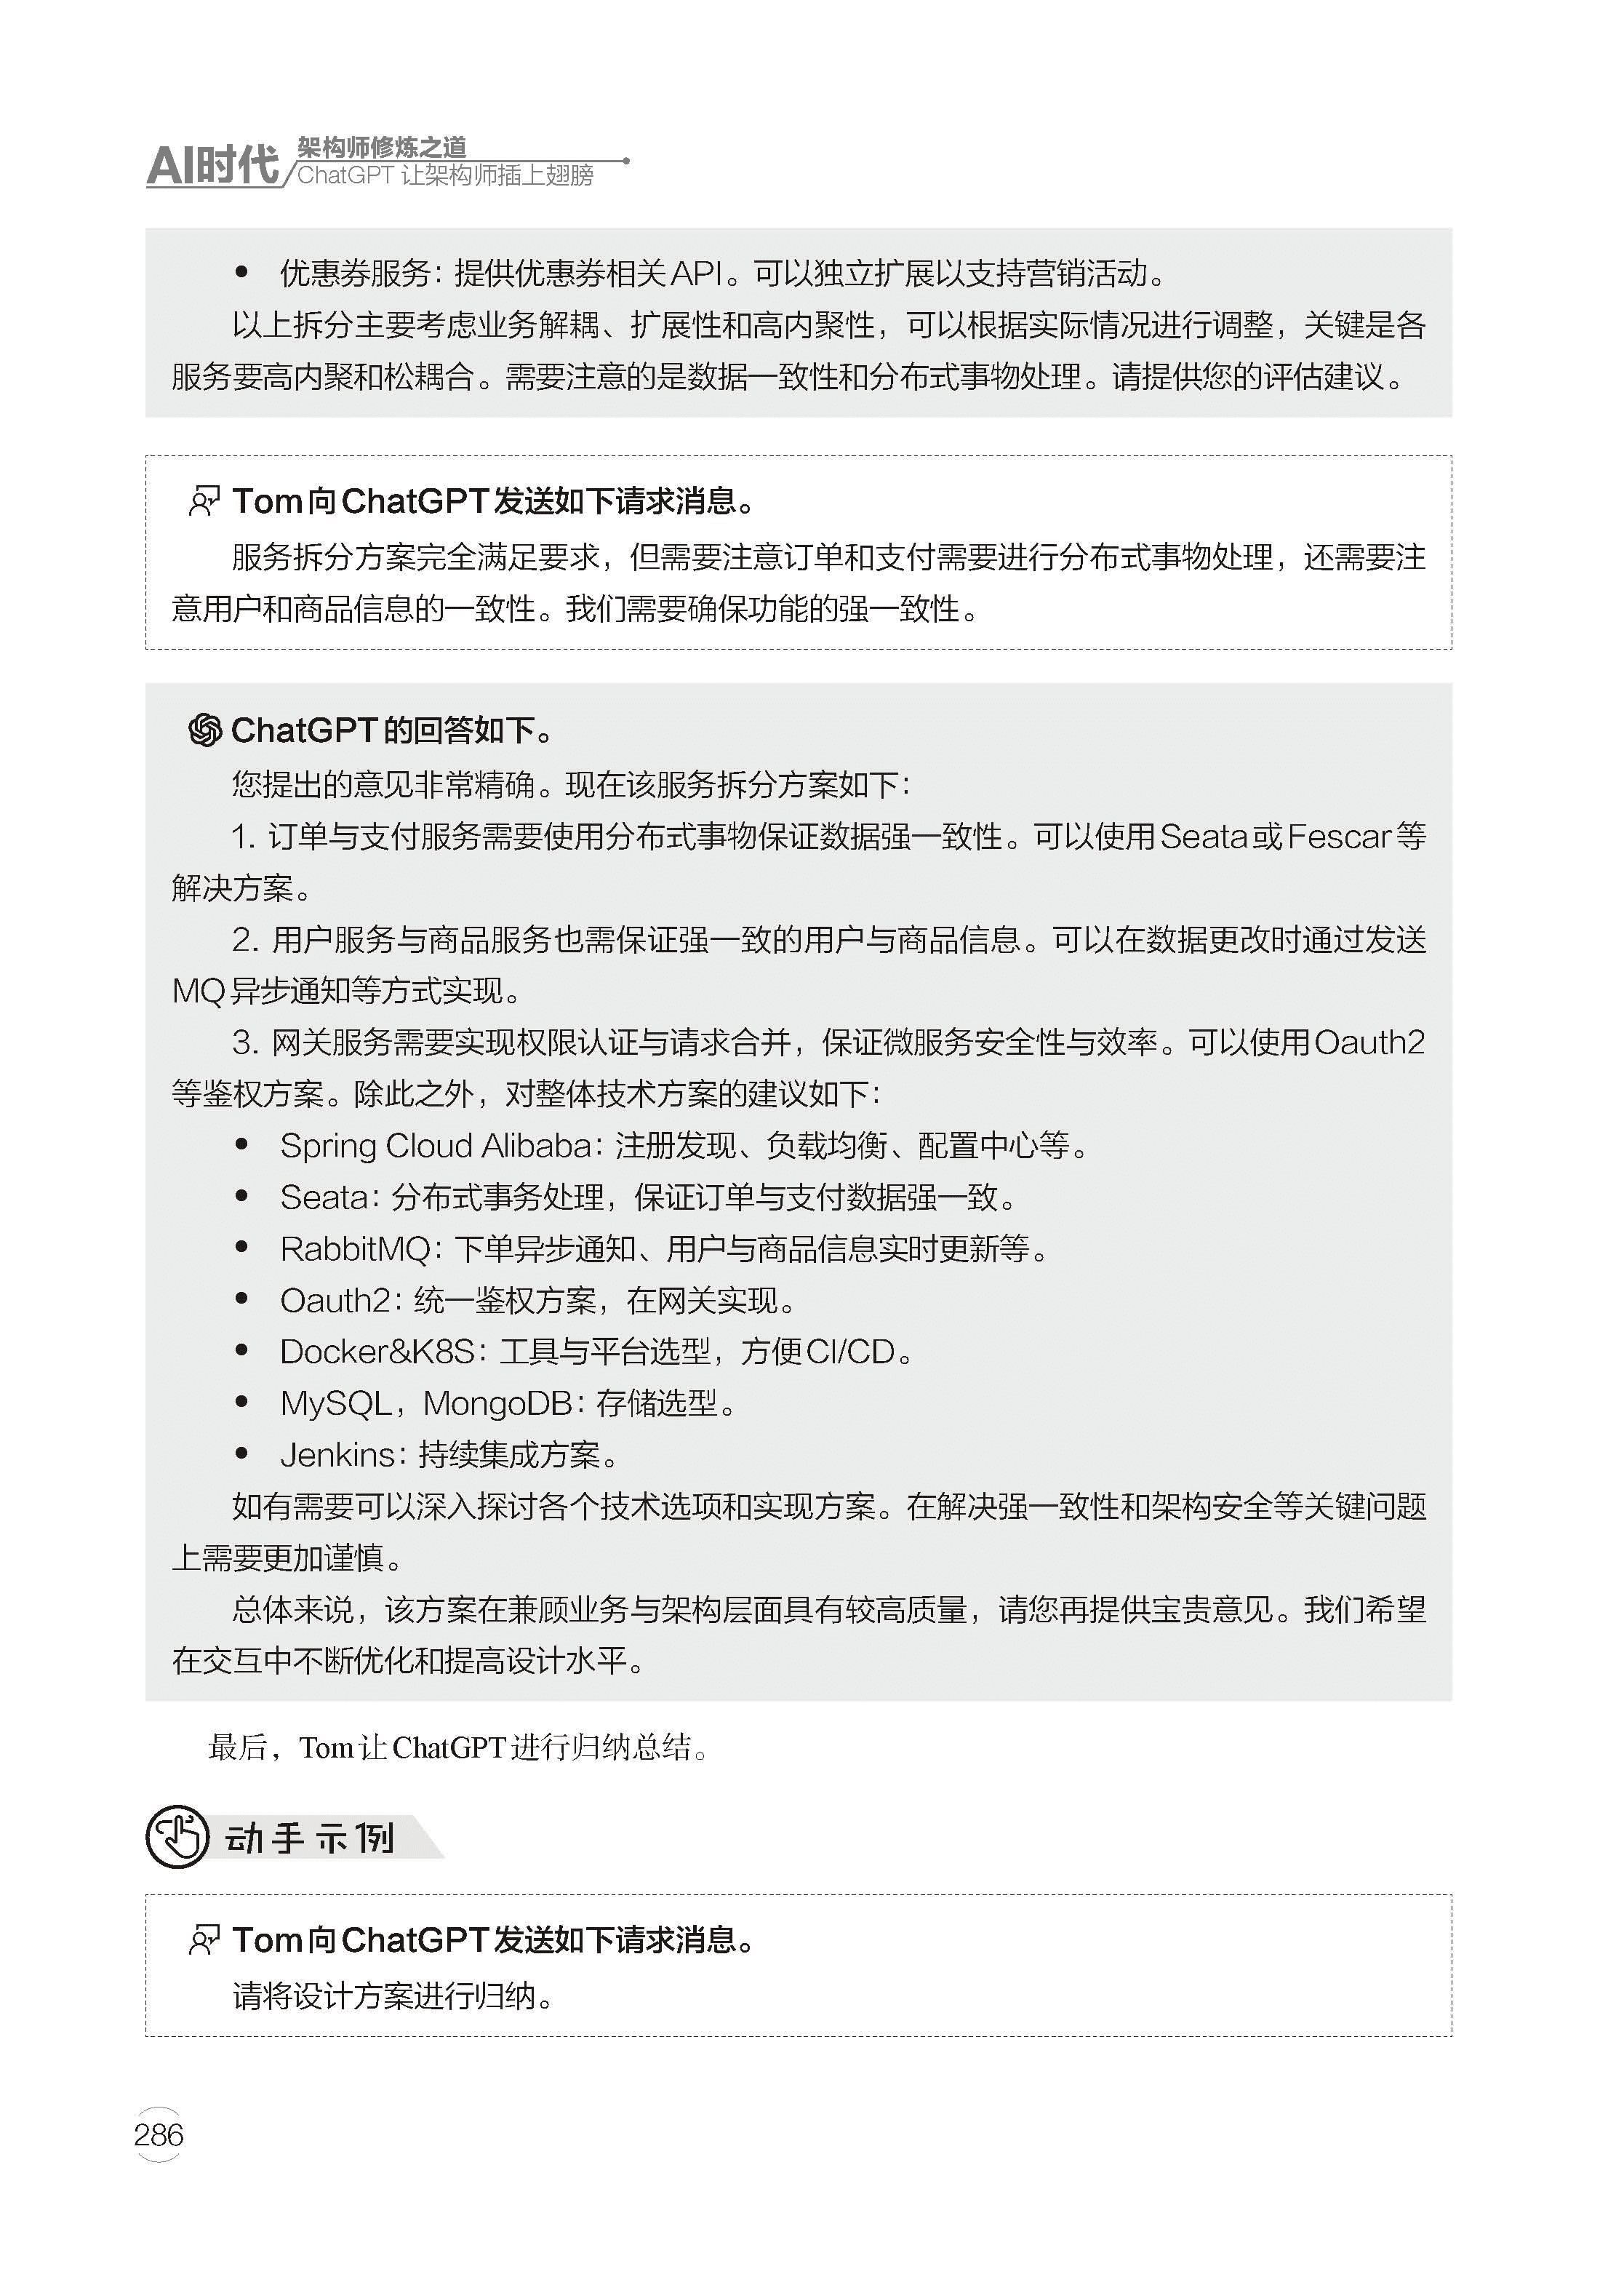 AI时代
架构师修炼之道
ChatGPT 让架构师插上翅膀
• 优惠券服务：提供优惠券相关API。可以独立扩展以支持营销活动。
以上拆分主要考虑业务解耦、扩展性和高内聚性，可以根据实际情况进行调整，关键是各
服务要高内聚和松耦合。需要注意的是数据一致性和分布式事物处理。请提供您的评估建议。
Tom向ChatGPT发送如下请求消息。
服务拆分方案完全满足要求，但需要注意订单和支付需要进行分布式事物处理，还需要注
意用户和商品信息的一致性。我们需要确保功能的强一致性。
ChatGPT的回答如下。
您提出的意见非常精确。现在该服务拆分方案如下：
1. 订单与支付服务需要使用分布式事物保证数据强一致性。可以使用Seata或Fescar等
解决方案。
2. 用户服务与商品服务也需保证强一致的用户与商品信息。可以在数据更改时通过发送
MQ异步通知等方式实现。
3. 网关服务需要实现权限认证与请求合并，保证微服务安全性与效率。可以使用Oauth2
等鉴权方案。除此之外，对整体技术方案的建议如下：
• Spring Cloud Alibaba：注册发现、负载均衡、配置中心等。
• Seata：分布式事务处理，保证订单与支付数据强一致。
• RabbitMQ：下单异步通知、用户与商品信息实时更新等。
• Oauth2：统一鉴权方案，在网关实现。
• Docker&K8S：工具与平台选型，方便CI/CD。
• MySQL，MongoDB：存储选型。
• Jenkins：持续集成方案。
如有需要可以深入探讨各个技术选项和实现方案。在解决强一致性和架构安全等关键问题
上需要更加谨慎。
总体来说，该方案在兼顾业务与架构层面具有较高质量，请您再提供宝贵意见。我们希望
在交互中不断优化和提高设计水平。
最后，Tom让ChatGPT进行归纳总结。
动手示例
Tom向ChatGPT发送如下请求消息。
请将设计方案进行归纳。
286